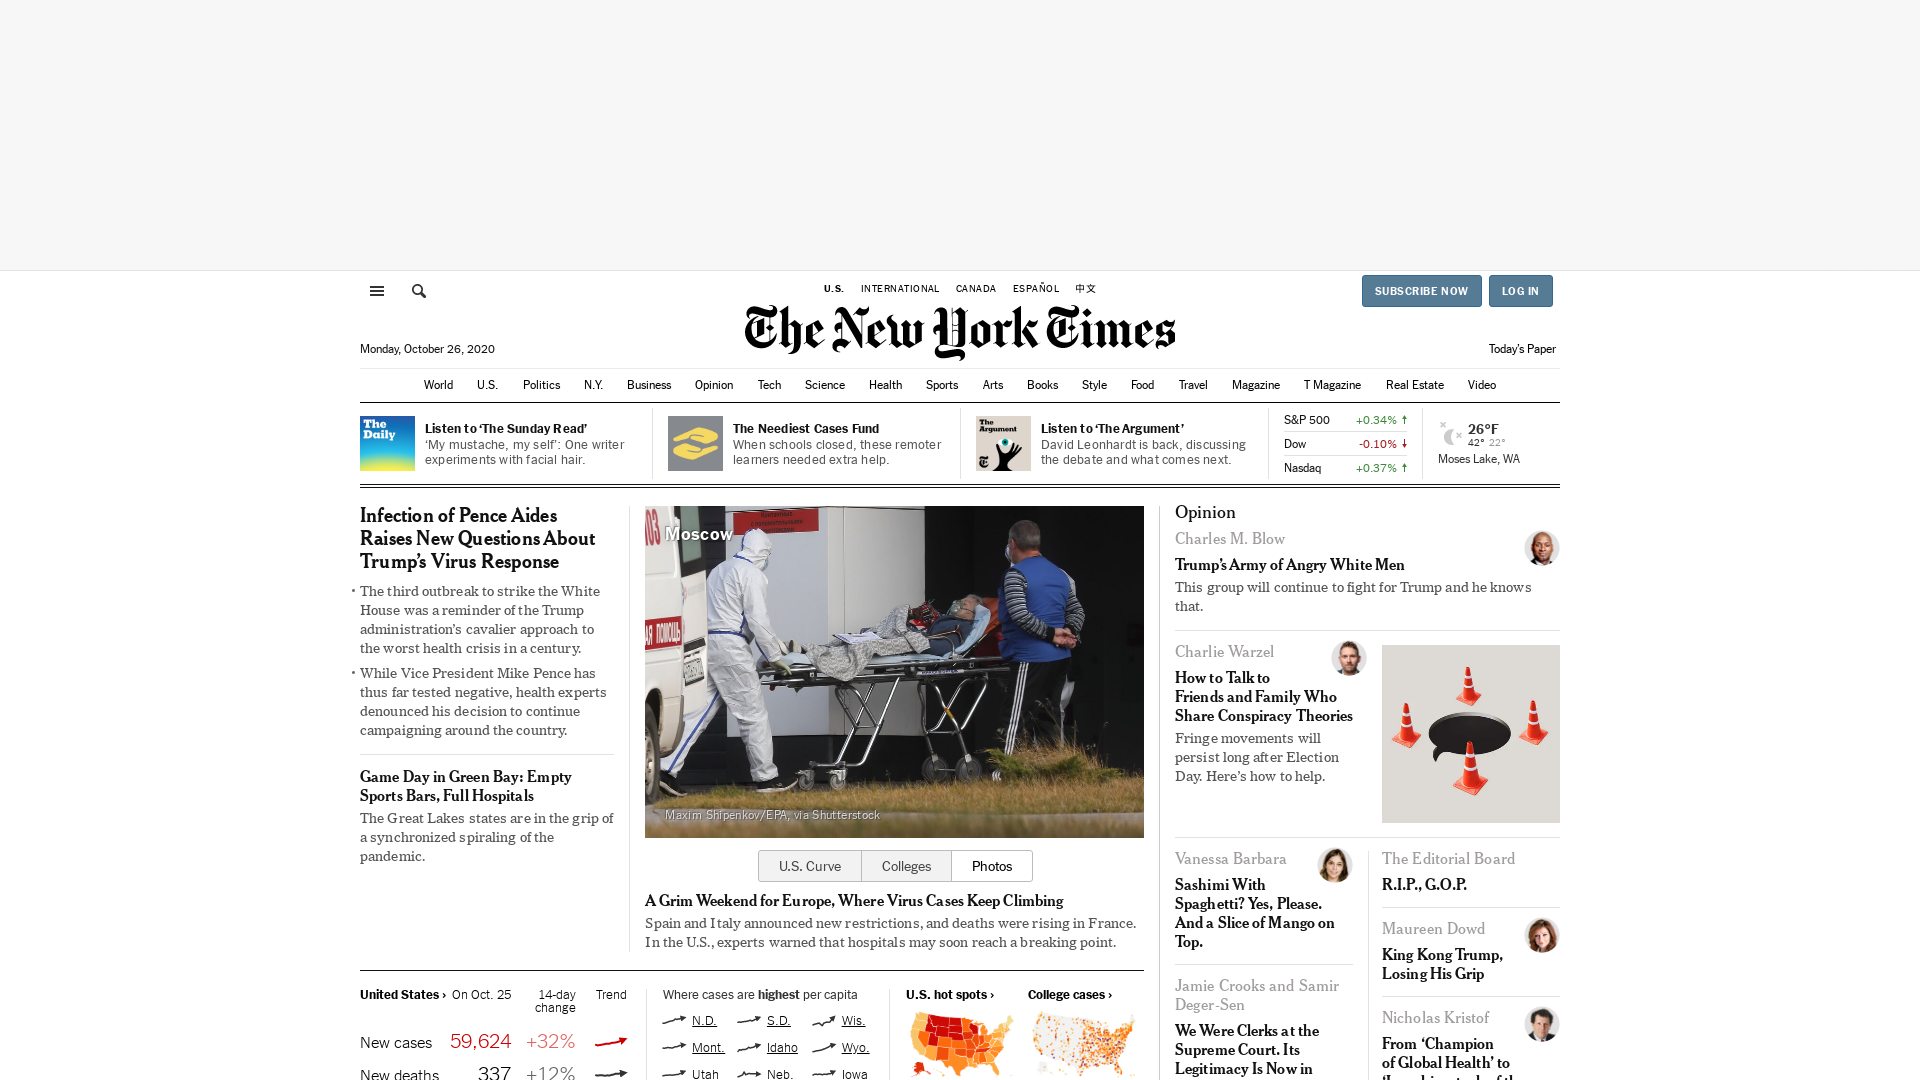 U.S. INTERNATIONAL CANADA ESPAÑOL 中文
SUBSCRIBE NOW LOG IN
The New York Times
Monday, October 26, 2020
Today's Paper
World U.S. Politics N.Y. Business Opinion Tech Science Health Sports Arts Books Style Food Travel Magazine T Magazine Real Estate Video
The Daily
Listen to ‘The Sunday Read’
‘My mustache, my self’: One writer
experiments with facial hair.
The Neediest Cases Fund
When schools closed, these remoter
learners needed extra help.
The Argument
Listen to ‘The Argument’
David Leonhardt is back, discussing
the debate and what comes next.
S&P 500 +0.34% ↑
Dow -0.10% ↓
Nasdaq +0.37% ↑
26°F
42° 22°
Moses Lake, WA
Infection of Pence Aides
Raises New Questions About
Trump’s Virus Response
• The third outbreak to strike the White
House was a reminder of the Trump
administration’s cavalier approach to
the worst health crisis in a century.
• While Vice President Mike Pence has
thus far tested negative, health experts
denounced his decision to continue
campaigning around the country.
Game Day in Green Bay: Empty
Sports Bars, Full Hospitals
The Great Lakes states are in the grip of
a synchronized spiraling of the
pandemic.
03
Moscow
ПОМОЩЬ
Maxim Shipenkov/EPA, via Shutterstock
U.S. Curve Colleges Photos
A Grim Weekend for Europe, Where Virus Cases Keep Climbing
Spain and Italy announced new restrictions, and deaths were rising in France.
In the U.S., experts warned that hospitals may soon reach a breaking point.
United States › On Oct. 25 14-day
change Trend
New cases 59,624 +32%
New deaths 337 +12%
Where cases are highest per capita
N.D. S.D. Wis.
Mont. Idaho Wyo.
Utah Neb. Iowa
U.S. hot spots › College cases ›
Opinion
Charles M. Blow
Trump’s Army of Angry White Men
This group will continue to fight for Trump and he knows
that.
Charlie Warzel
How to Talk to
Friends and Family Who
Share Conspiracy Theories
Fringe movements will
persist long after Election
Day. Here’s how to help.
Vanessa Barbara
Sashimi With
Spaghetti? Yes, Please.
And a Slice of Mango on
Top.
Jamie Crooks and Samir
Deger-Sen
We Were Clerks at the
Supreme Court. Its
Legitimacy Is Now in
The Editorial Board
R.I.P., G.O.P.
Maureen Dowd
King Kong Trump,
Losing His Grip
Nicholas Kristof
From ‘Champion
of Global Health’ to